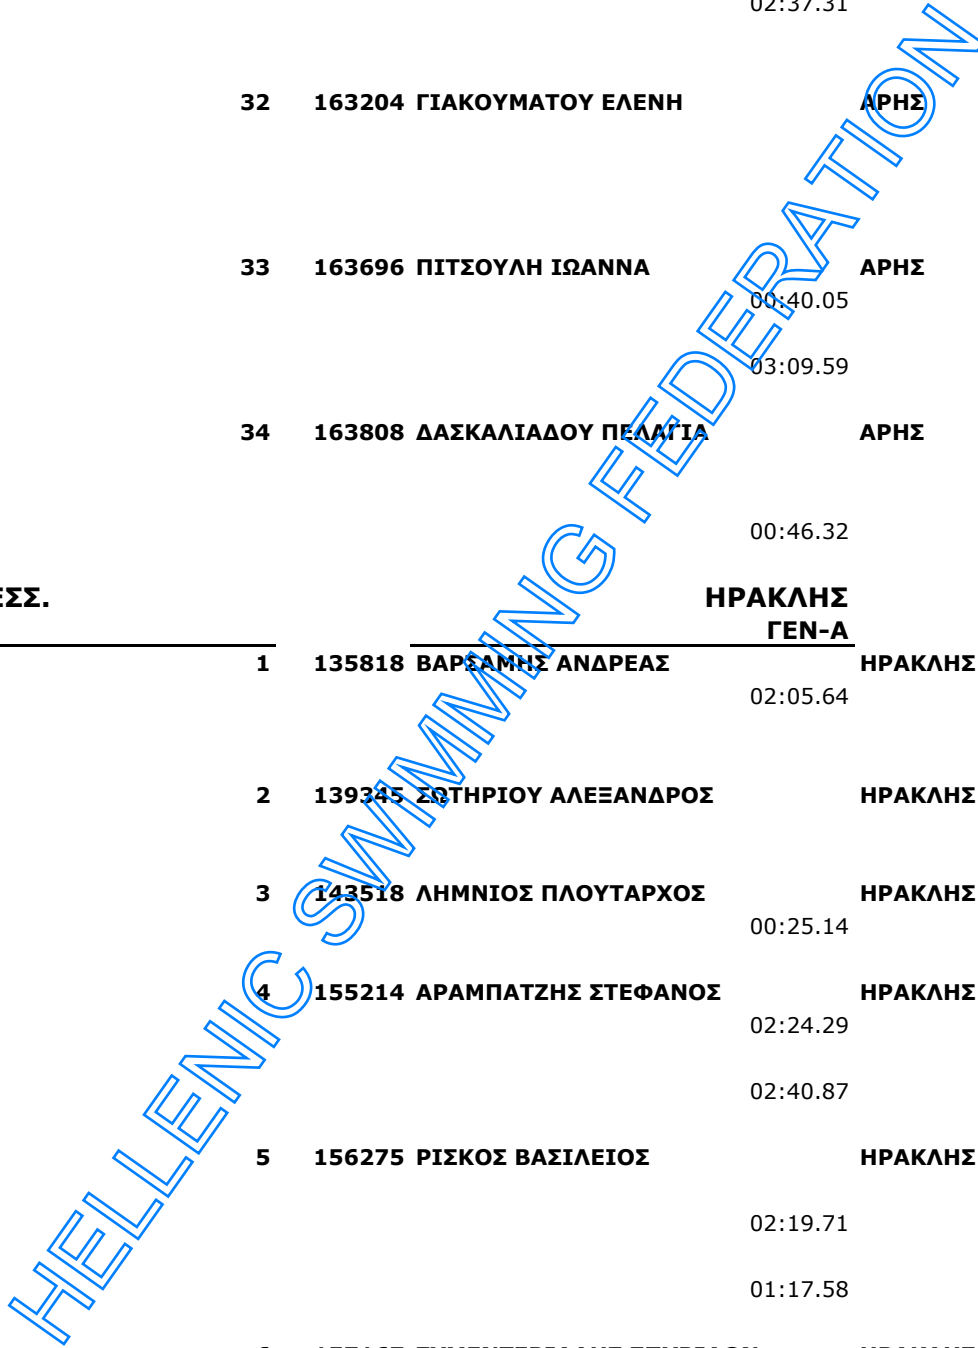 02:37.31
32 163204 ΓΙΑΚΟΥΜΑΤΟΥ ΕΛΕΝΗ ΑΡΗΣ
33 163696 ΠΙΤΣΟΥΛΗ ΙΩΑΝΝΑ ΑΡΗΣ
00:40.05
03:09.59
34 163808 ΔΑΣΚΑΛΙΑΔΟΥ ΠΕΛΑΓΙΑ ΑΡΗΣ
00:46.32
ΕΣΣ. ΗΡΑΚΛΗΣ
ΓΕΝ-Α
1 135818 ΒΑΡΣΑΜΗΣ ΑΝΔΡΕΑΣ ΗΡΑΚΛΗΣ
02:05.64
2 139345 ΣΩΤΗΡΙΟΥ ΑΛΕΞΑΝΔΡΟΣ ΗΡΑΚΛΗΣ
3 143518 ΛΗΜΝΙΟΣ ΠΛΟΥΤΑΡΧΟΣ ΗΡΑΚΛΗΣ
00:25.14
4 155214 ΑΡΑΜΠΑΤΖΗΣ ΣΤΕΦΑΝΟΣ ΗΡΑΚΛΗΣ
02:24.29
02:40.87
5 156275 ΡΙΣΚΟΣ ΒΑΣΙΛΕΙΟΣ ΗΡΑΚΛΗΣ
02:19.71
01:17.58
HELLENIC SWIMMING FEDERATION